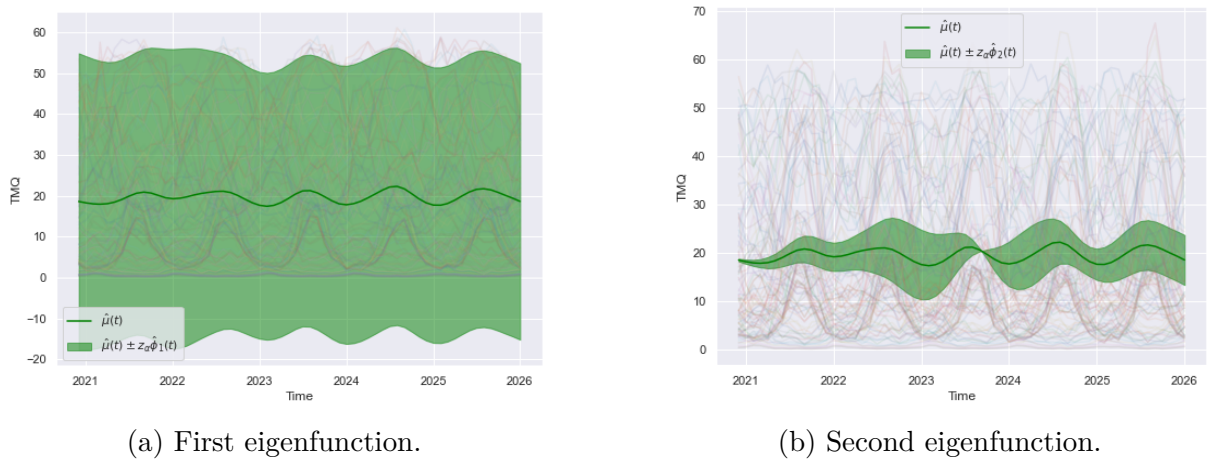 60
50
40
30
20
10
0
−10
−20
TMQ
2021 2022 2023 2024 2025 2026
Time
μ̂(t)
μ̂(t) ± zαϕ̂1(t)
(a) First eigenfunction.
70
60
50
40
30
20
10
0
TMQ
2021 2022 2023 2024 2025 2026
Time
μ̂(t)
μ̂(t) ± zαϕ̂2(t)
(b) Second eigenfunction.